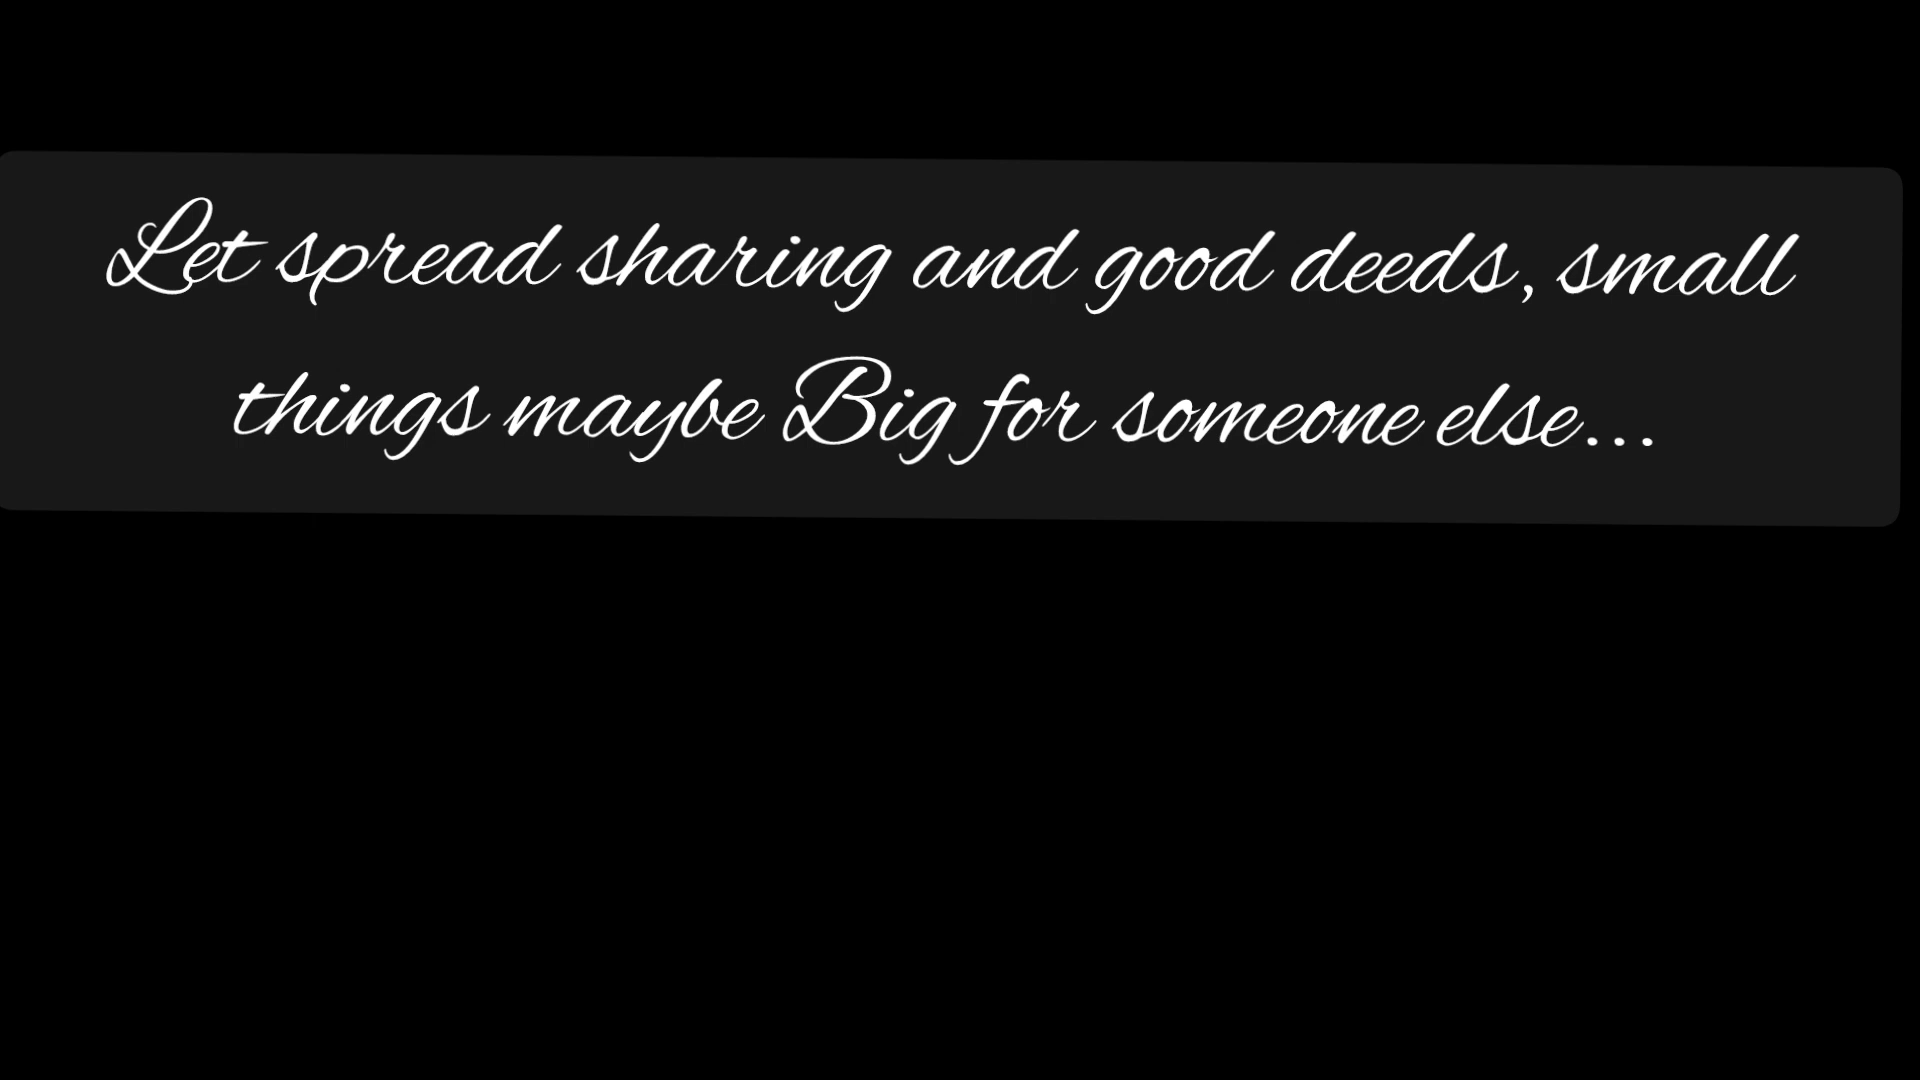 Let spread sharing and good deeds, small
things maybe Big for someone else...